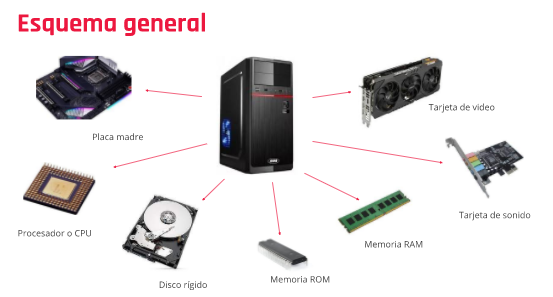 Esquema general
Placa madre
Tarjeta de video
Procesador o CPU
Disco rígido
Memoria ROM
Memoria RAM
Tarjeta de sonido